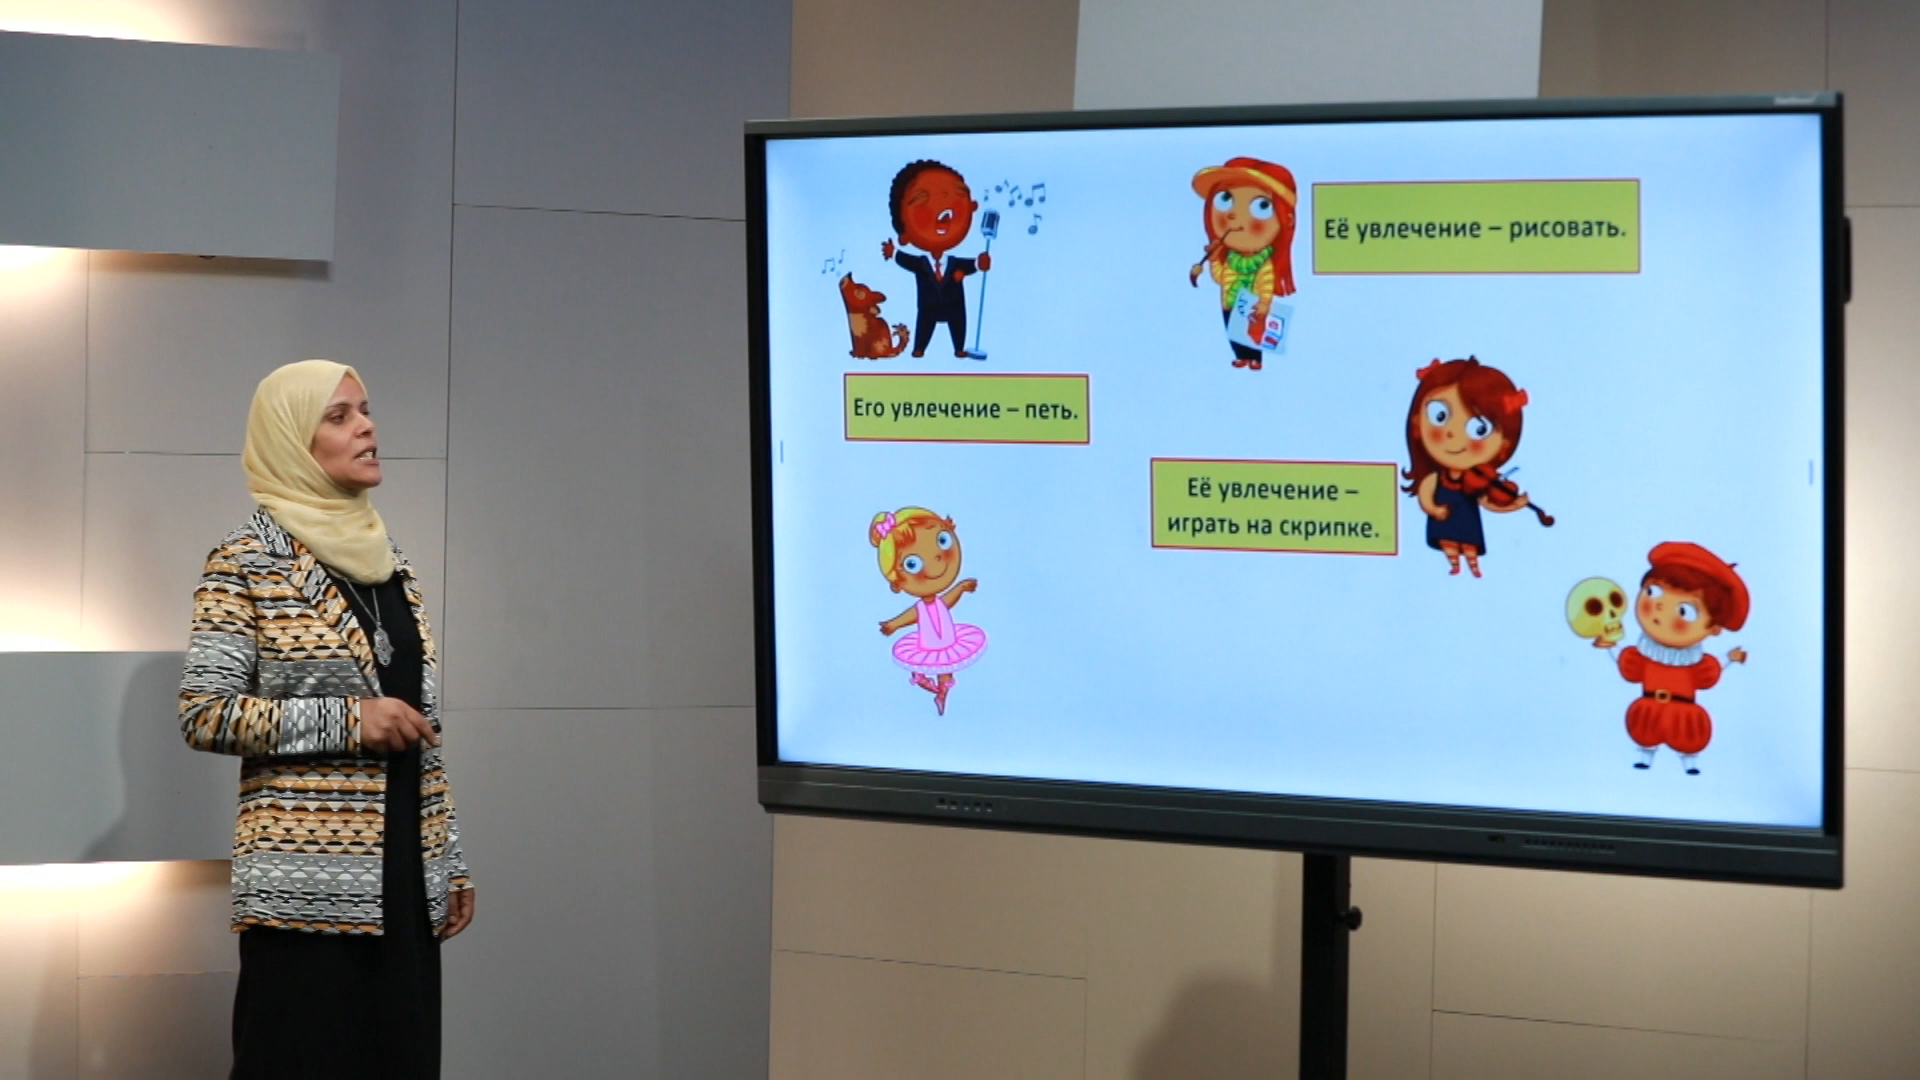 Её увлечение – рисовать.
Его увлечение – петь.
Её увлечение –
играть на скрипке.